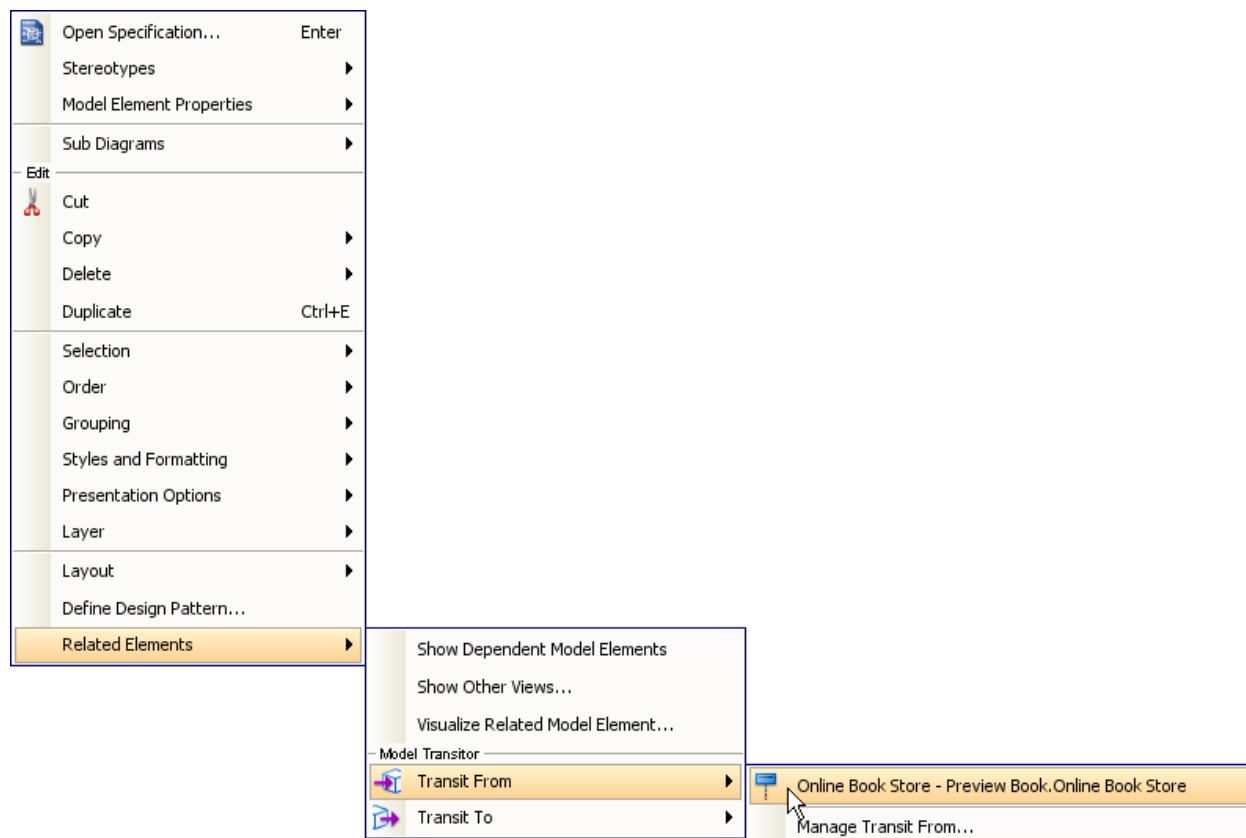 Open Specification... Enter
Stereotypes
Model Element Properties
Sub Diagrams
Edit
Cut
Copy
Delete
Duplicate Ctrl+E
Selection
Order
Grouping
Styles and Formatting
Presentation Options
Layer
Layout
Define Design Pattern...
Related Elements
Show Dependent Model Elements
Show Other Views...
Visualize Related Model Element...
Model Transitor
Transit From
Transit To
Online Book Store - Preview Book.Online Book Store
Manage Transit From...